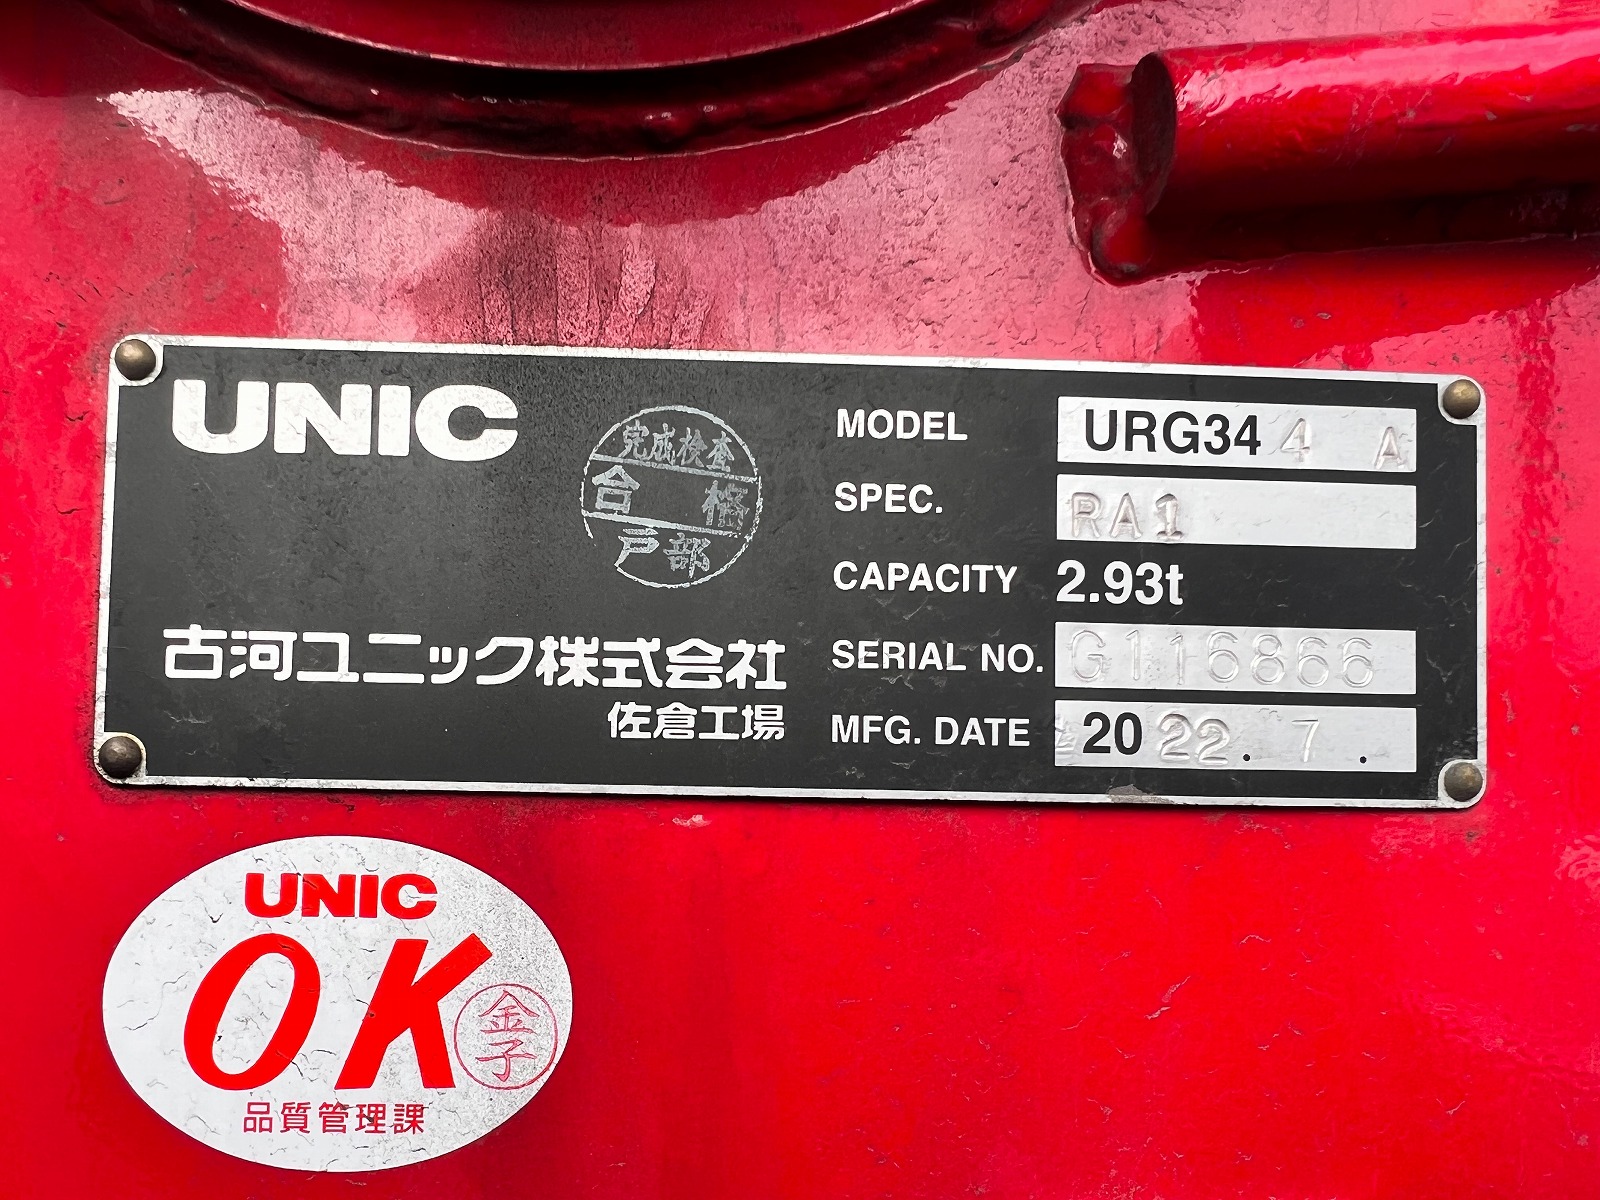 UNIC
完成検査
合格
戸部
古河ユニック株式会社
佐倉工場
MODEL URG344 A
SPEC. RA1
CAPACITY 2.93t
SERIAL NO. G116866
MFG. DATE 2022. 7 .
UNIC
OK
金子
品質管理課